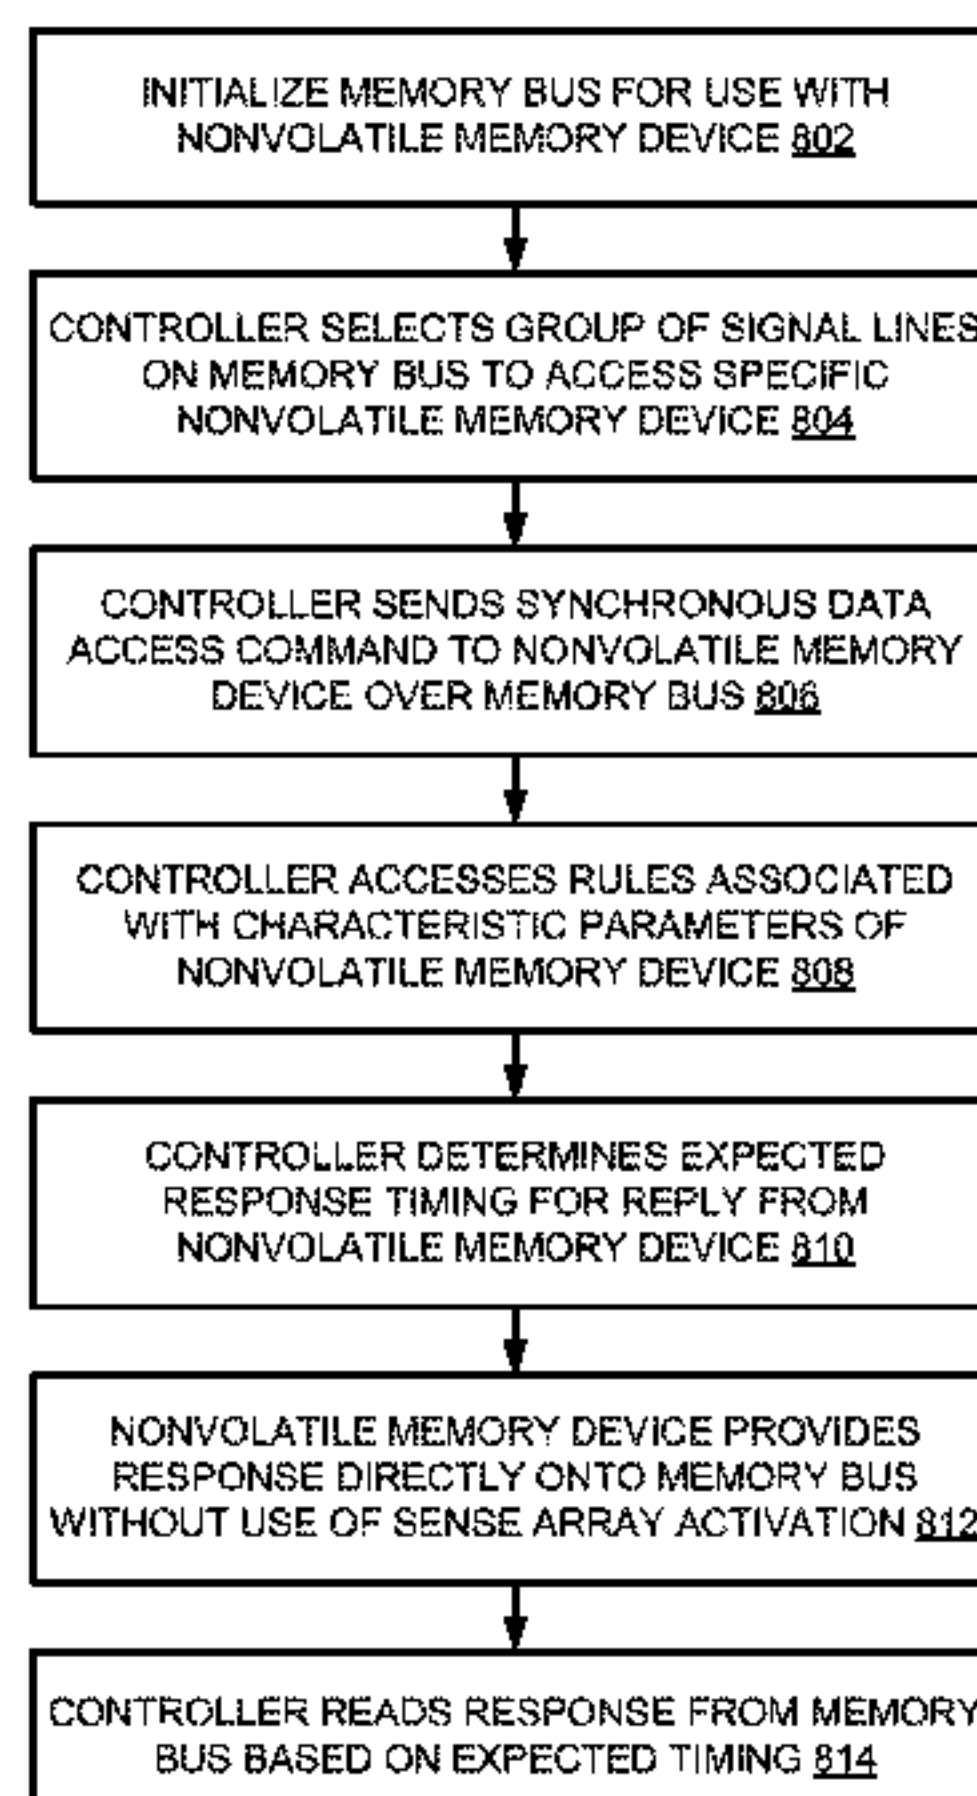 INITIALIZE MEMORY BUS FOR USE WITH
NONVOLATILE MEMORY DEVICE 802
CONTROLLER SELECTS GROUP OF SIGNAL LINES
ON MEMORY BUS TO ACCESS SPECIFIC
NONVOLATILE MEMORY DEVICE 804
CONTROLLER SENDS SYNCHRONOUS DATA
ACCESS COMMAND TO NONVOLATILE MEMORY
DEVICE OVER MEMORY BUS 806
CONTROLLER ACCESSES RULES ASSOCIATED
WITH CHARACTERISTIC PARAMETERS OF
NONVOLATILE MEMORY DEVICE 808
CONTROLLER DETERMINES EXPECTED
RESPONSE TIMING FOR REPLY FROM
NONVOLATILE MEMORY DEVICE 810
NONVOLATILE MEMORY DEVICE PROVIDES
RESPONSE DIRECTLY ONTO MEMORY BUS
WITHOUT USE OF SENSE ARRAY ACTIVATION 812
CONTROLLER READS RESPONSE FROM MEMORY
BUS BASED ON EXPECTED TIMING 814